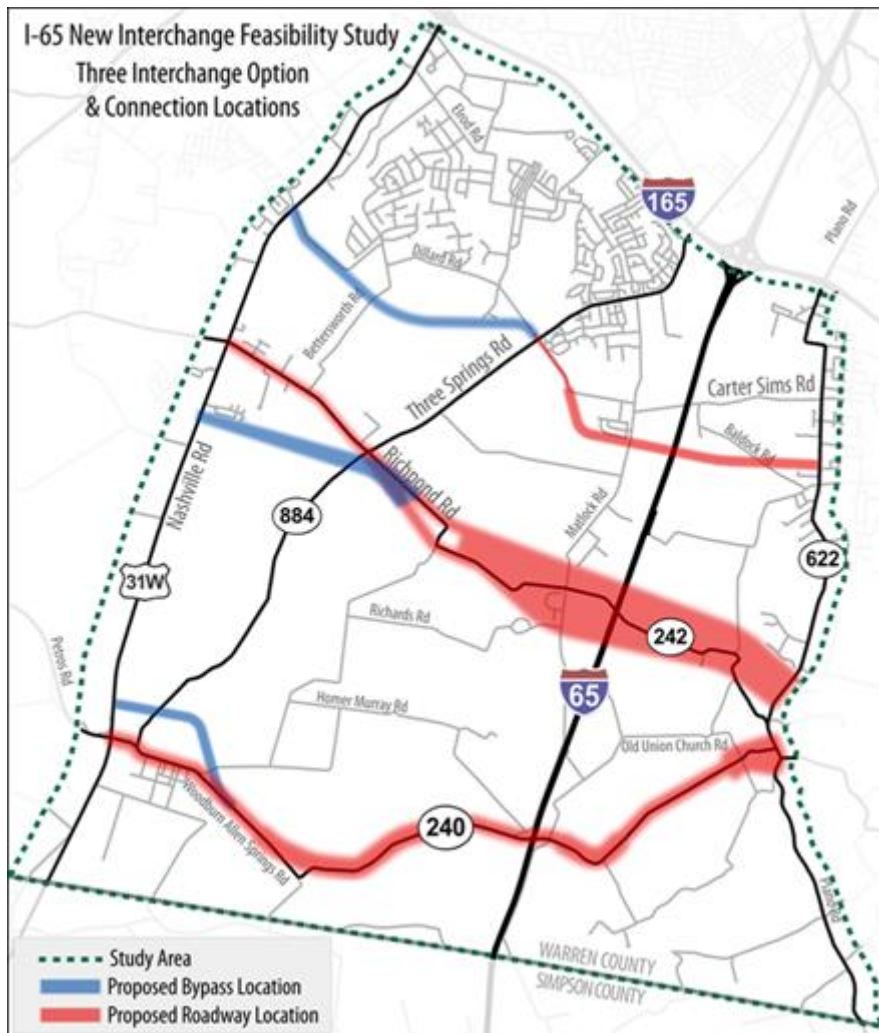 I-65 New Interchange Feasibility Study
Three Interchange Option
& Connection Locations
Elrod Rd
165
Plano Rd
Dillard Rd
Bettersworth Rd
Three Springs Rd
Carter Sims Rd
Baldock Rd
Nashville Rd
Richpond Rd
Matlock Rd
884
622
31W
Richards Rd
242
Petros Rd
65
Homer Murray Rd
Old Union Church Rd
Woodburn Allen Springs Rd
240
Plano Rd
WARREN COUNTY
SIMPSON COUNTY
Study Area
Proposed Bypass Location
Proposed Roadway Location